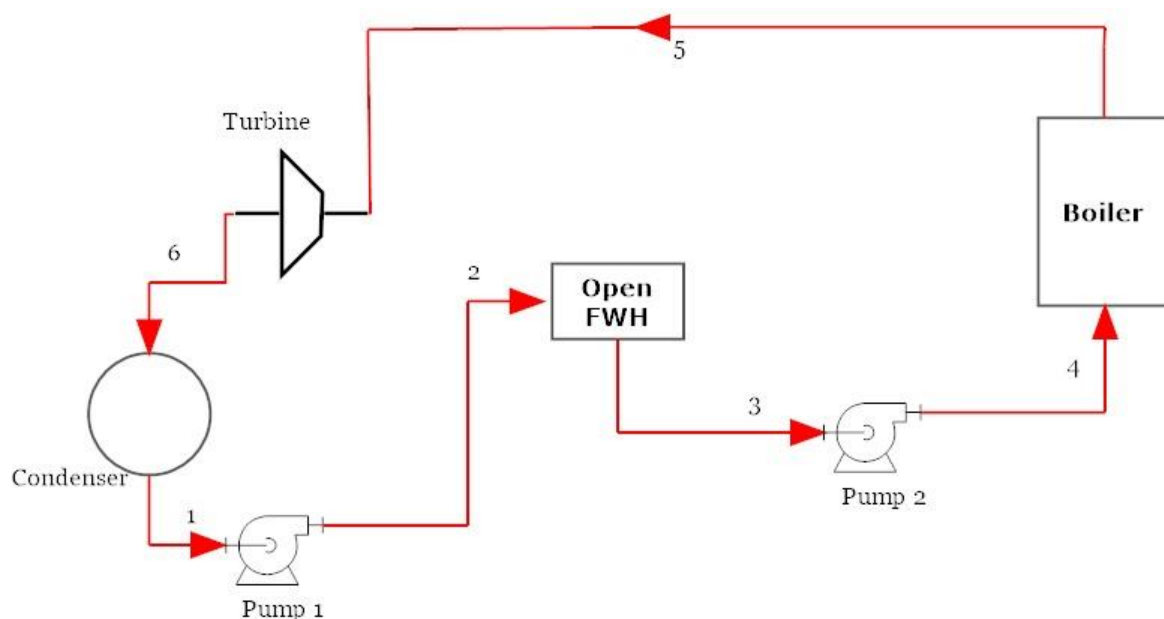 5
Turbine
Boiler
6
2
Open
FWH
4
3
Condenser
Pump 2
1
Pump 1